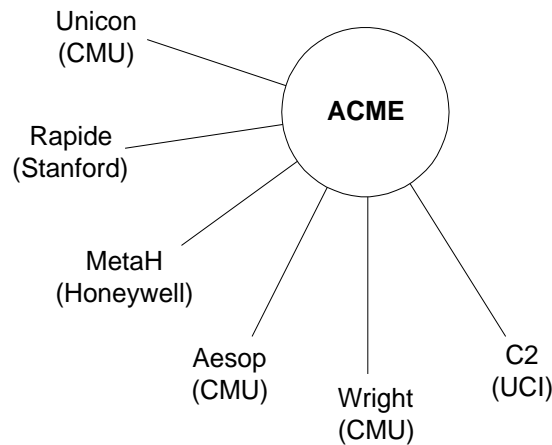 Unicon
(CMU)
ACME
Rapide
(Stanford)
MetaH
(Honeywell)
Aesop
(CMU)
Wright
(CMU)
C2
(UCI)